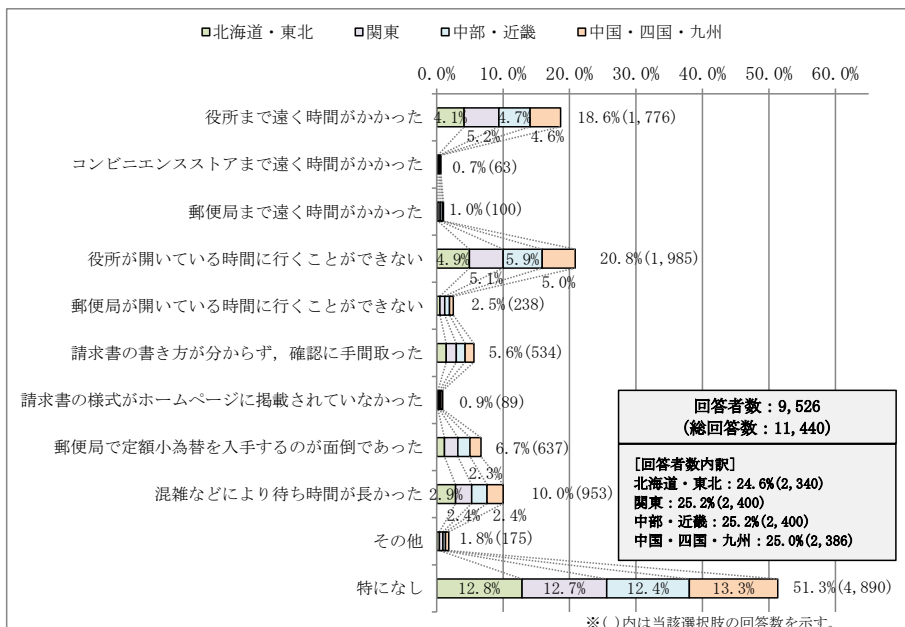 ■北海道・東北 ■関東 ■中部・近畿 ■中国・四国・九州
0.0% 10.0% 20.0% 30.0% 40.0% 50.0% 60.0%
役所まで遠く時間がかかった 4.1% 4.7% 18.6%(1,776)
5.2% 4.6%
コンビニエンスストアまで遠く時間がかかった 0.7%(63)
郵便局まで遠く時間がかかった 1.0%(100)
役所が開いている時間に行くことができない 4.9% 5.9% 20.8%(1,985)
5.1% 5.0%
郵便局が開いている時間に行くことができない 2.5%(238)
請求書の書き方が分からず，確認に手間取った 5.6%(534)
請求書の様式がホームページに掲載されていなかった 0.9%(89)
郵便局で定額小為替を入手するのが面倒であった 6.7%(637)
2.3%
混雑などにより待ち時間が長かった 2.9% 10.0%(953)
2.4% 2.4%
その他 1.8%(175)
特になし 12.8% 12.7% 12.4% 13.3% 51.3%(4,890)
回答者数：9,526
(総回答数：11,440)
[回答者数内訳]
北海道・東北：24.6%(2,340)
関東：25.2%(2,400)
中部・近畿：25.2%(2,400)
中国・四国・九州：25.0%(2,386)
※( )内は当該選択肢の回答数を示す。